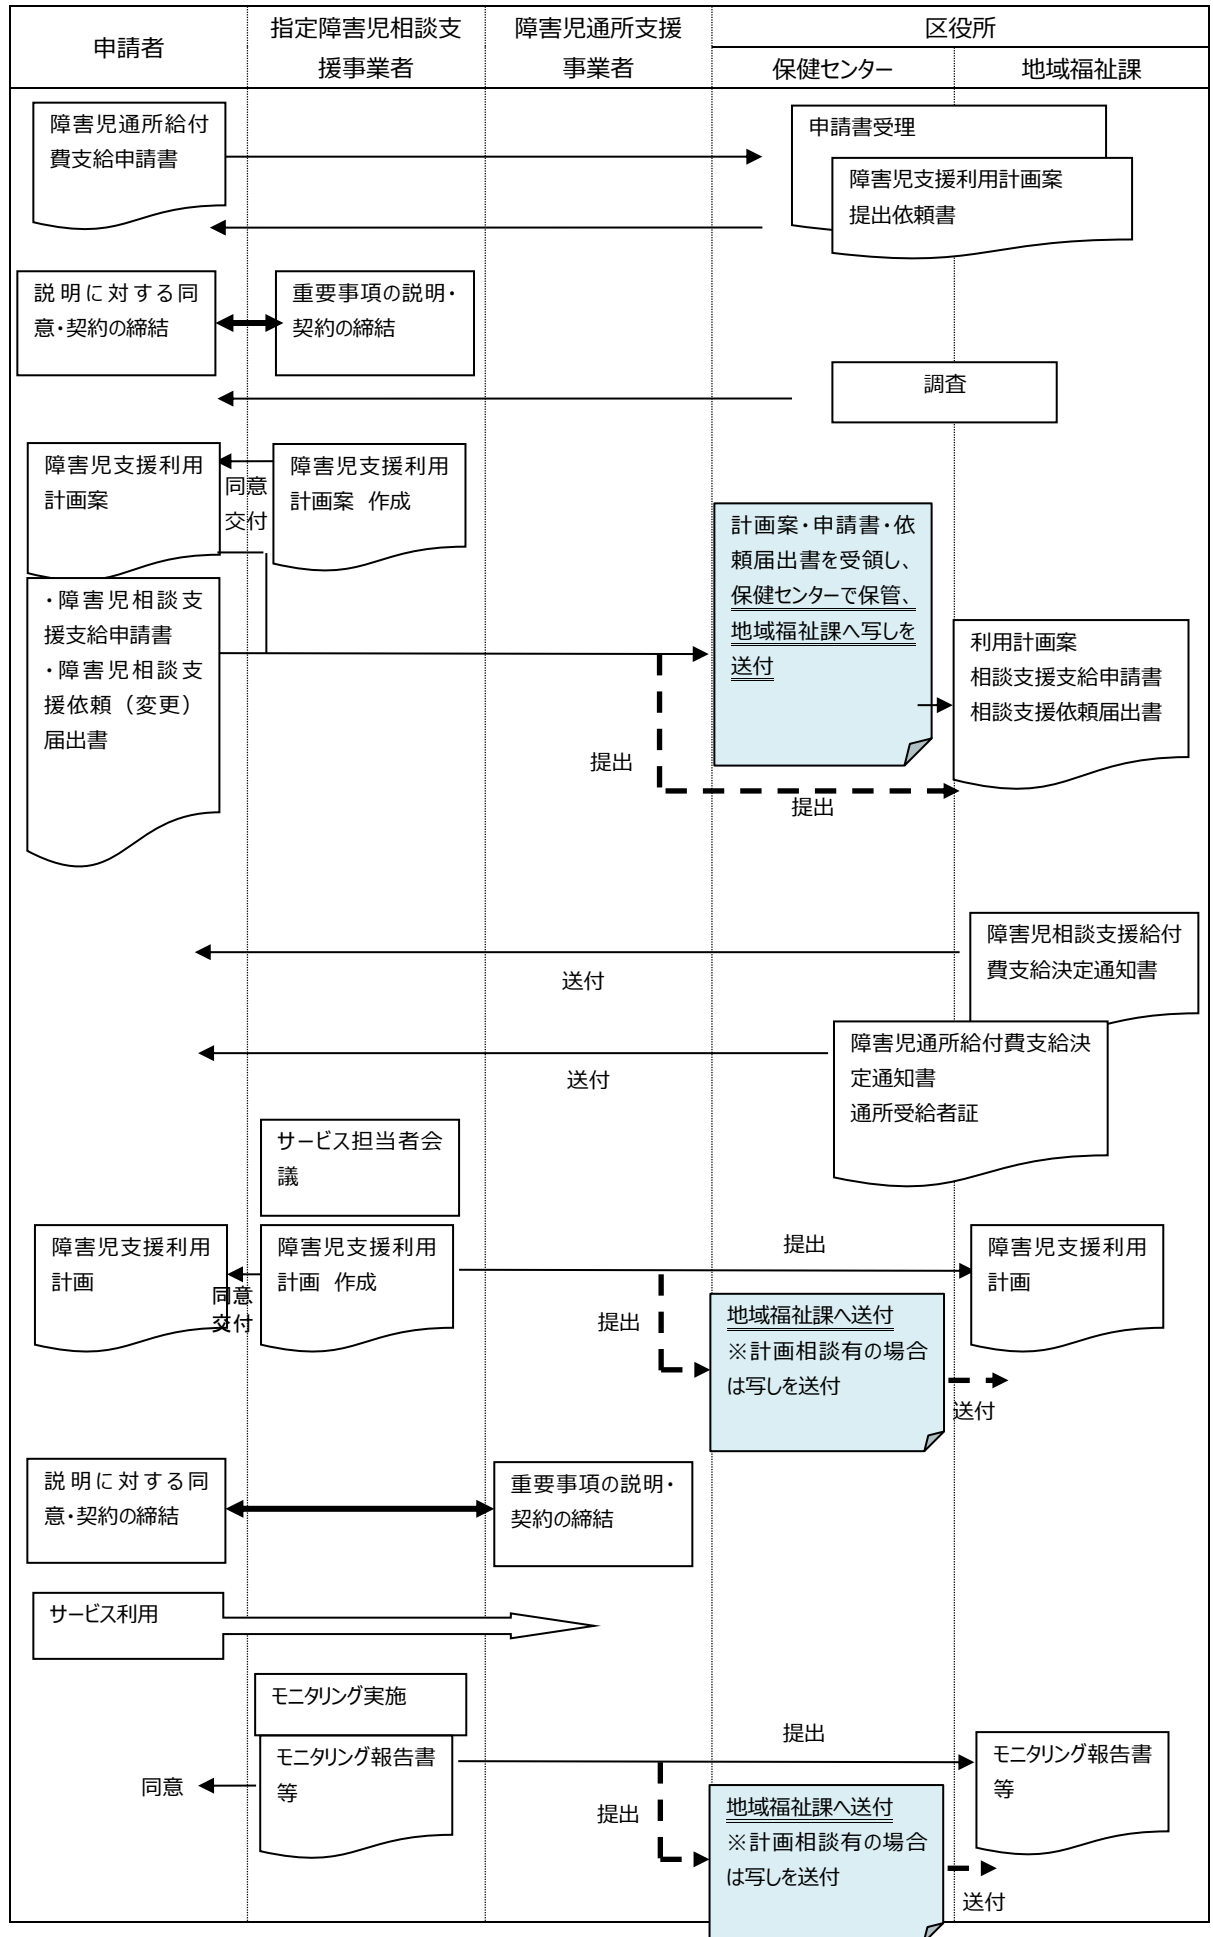 申請者
指定障害児相談支
援事業者
障害児通所支援
事業者
区役所
保健センター
地域福祉課
障害児通所給付
費支給申請書
申請書受理
障害児支援利用計画案
提出依頼書
説明に対する同
意・契約の締結
重要事項の説明・
契約の締結
調査
障害児支援利用
計画案
同意
交付
障害児支援利用
計画案 作成
・障害児相談支
援支給申請書
・障害児相談支
援依頼（変更）
届出書
計画案・申請書・依
頼届出書を受領し、
保健センターで保管、
地域福祉課へ写しを
送付
利用計画案
相談支援支給申請書
相談支援依頼届出書
提出
提出
障害児相談支援給付
費支給決定通知書
送付
障害児通所給付費支給決
定通知書
通所受給者証
送付
サービス担当者会
議
障害児支援利用
計画
同意
交付
障害児支援利用
計画 作成
提出
障害児支援利用
計画
提出
地域福祉課へ送付
※計画相談有の場合
は写しを送付
送付
説明に対する同
意・契約の締結
重要事項の説明・
契約の締結
サービス利用
モニタリング実施
モニタリング報告書
等
同意
提出
モニタリング報告書
等
提出
地域福祉課へ送付
※計画相談有の場合
は写しを送付
送付